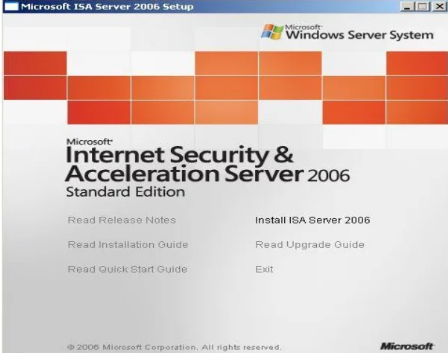 Microsoft ISA Server 2006 Setup
Microsoft
Windows Server System
Microsoft
Internet Security &
Acceleration Server 2006
Standard Edition
Read Release Notes
Install ISA Server 2006
Read Installation Guide
Read Upgrade Guide
Read Quick Start Guide
Exit
© 2006 Microsoft Corporation. All rights reserved.
Microsoft